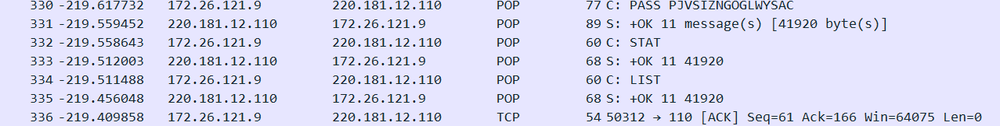 330 -219.617732 172.26.121.9 220.181.12.110 POP 77 C: PASS PJVSIZNGOGLWYSAC
331 -219.559452 220.181.12.110 172.26.121.9 POP 89 S: +OK 11 message(s) [41920 byte(s)]
332 -219.558643 172.26.121.9 220.181.12.110 POP 60 C: STAT
333 -219.512003 220.181.12.110 172.26.121.9 POP 68 S: +OK 11 41920
334 -219.511488 172.26.121.9 220.181.12.110 POP 60 C: LIST
335 -219.456048 220.181.12.110 172.26.121.9 POP 68 S: +OK 11 41920
336 -219.409858 172.26.121.9 220.181.12.110 TCP 54 50312 → 110 [ACK] Seq=61 Ack=166 Win=64075 Len=0